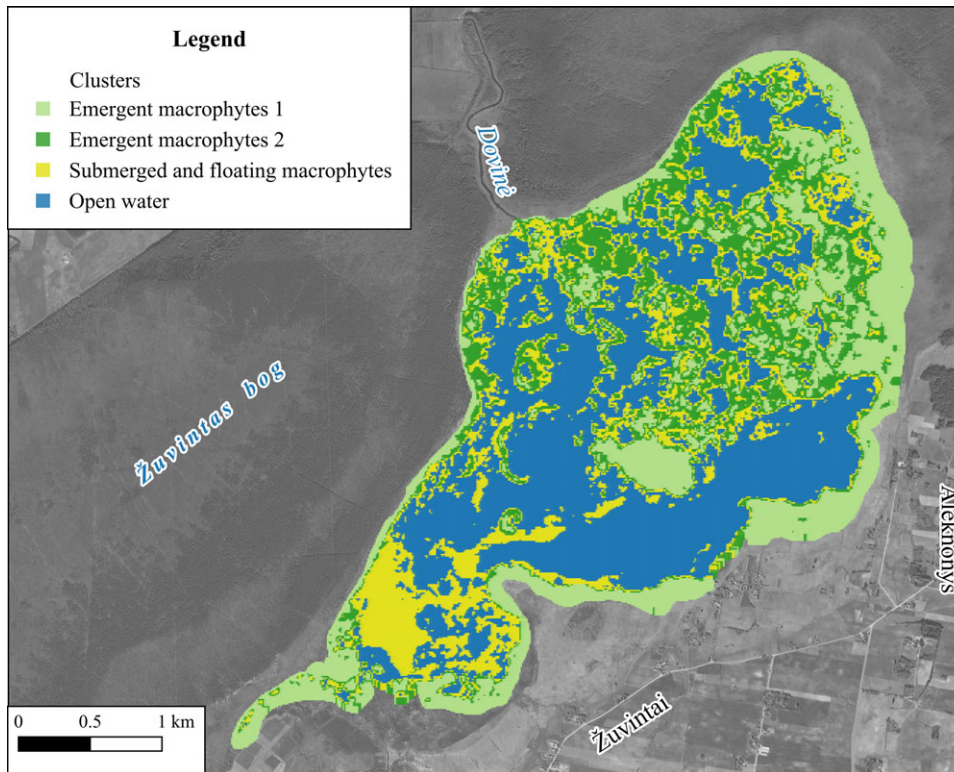 Legend
Clusters
Emergent macrophytes 1
Emergent macrophytes 2
Submerged and floating macrophytes
Open water
Dovinė
Žuvintas bog
Aleknonys
Žuvintai
0 0.5 1 km